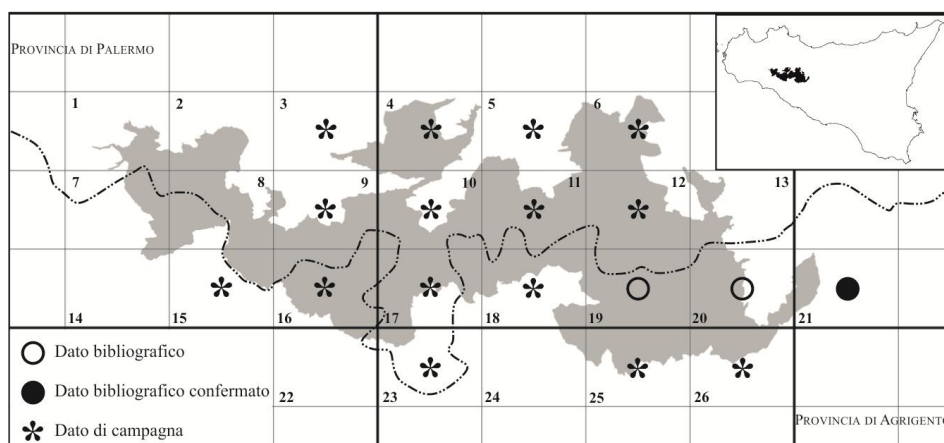 PROVINCIA DI PALERMO
1 2 3 4 5 6
7 8 9 10 11 12 13
14 15 16 17 18 19 20 21
Dato bibliografico
Dato bibliografico confermato
22 23 24 25 26
Dato di campagna
PROVINCIA DI AGRIGENTO